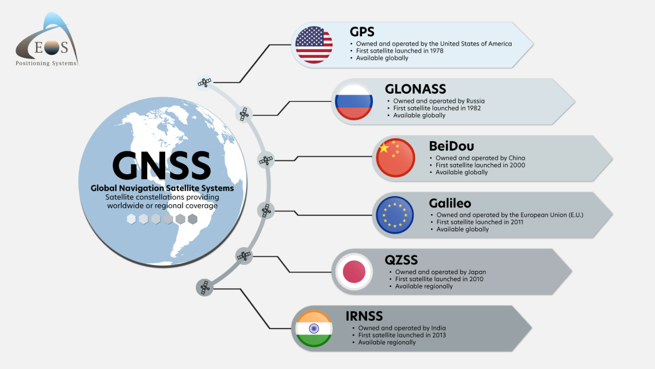 EOS
Positioning Systems
GNSS
Global Navigation Satellite Systems
Satellite constellations providing
worldwide or regional coverage
GPS
• Owned and operated by the United States of America
• First satellite launched in 1978
• Available globally
GLONASS
• Owned and operated by Russia
• First satellite launched in 1982
• Available globally
BeiDou
• Owned and operated by China
• First satellite launched in 2000
• Available globally
Galileo
• Owned and operated by the European Union (E.U.)
• First satellite launched in 2011
• Available globally
QZSS
• Owned and operated by Japan
• First satellite launched in 2010
• Available regionally
IRNSS
• Owned and operated by India
• First satellite launched in 2013
• Available regionally